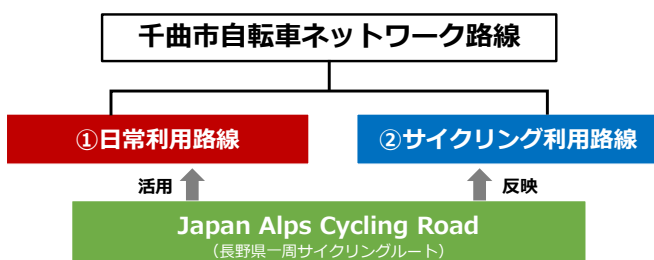 千曲市自転車ネットワーク路線
①日常利用路線
②サイクリング利用路線
活用
反映
Japan Alps Cycling Road
(長野県一周サイクリングルート)